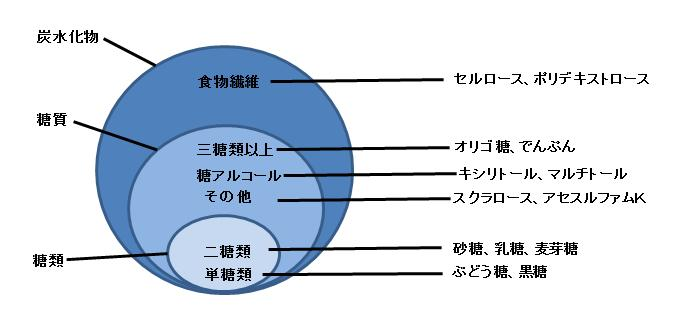 炭水化物
食物繊維
セルロース、ポリデキストロース
糖質
三糖類以上
オリゴ糖、でんぷん
糖アルコール
キシリトール、マルチトール
その他
スクラロース、アセスルファムK
糖類
二糖類
砂糖、乳糖、麦芽糖
単糖類
ぶどう糖、黒糖